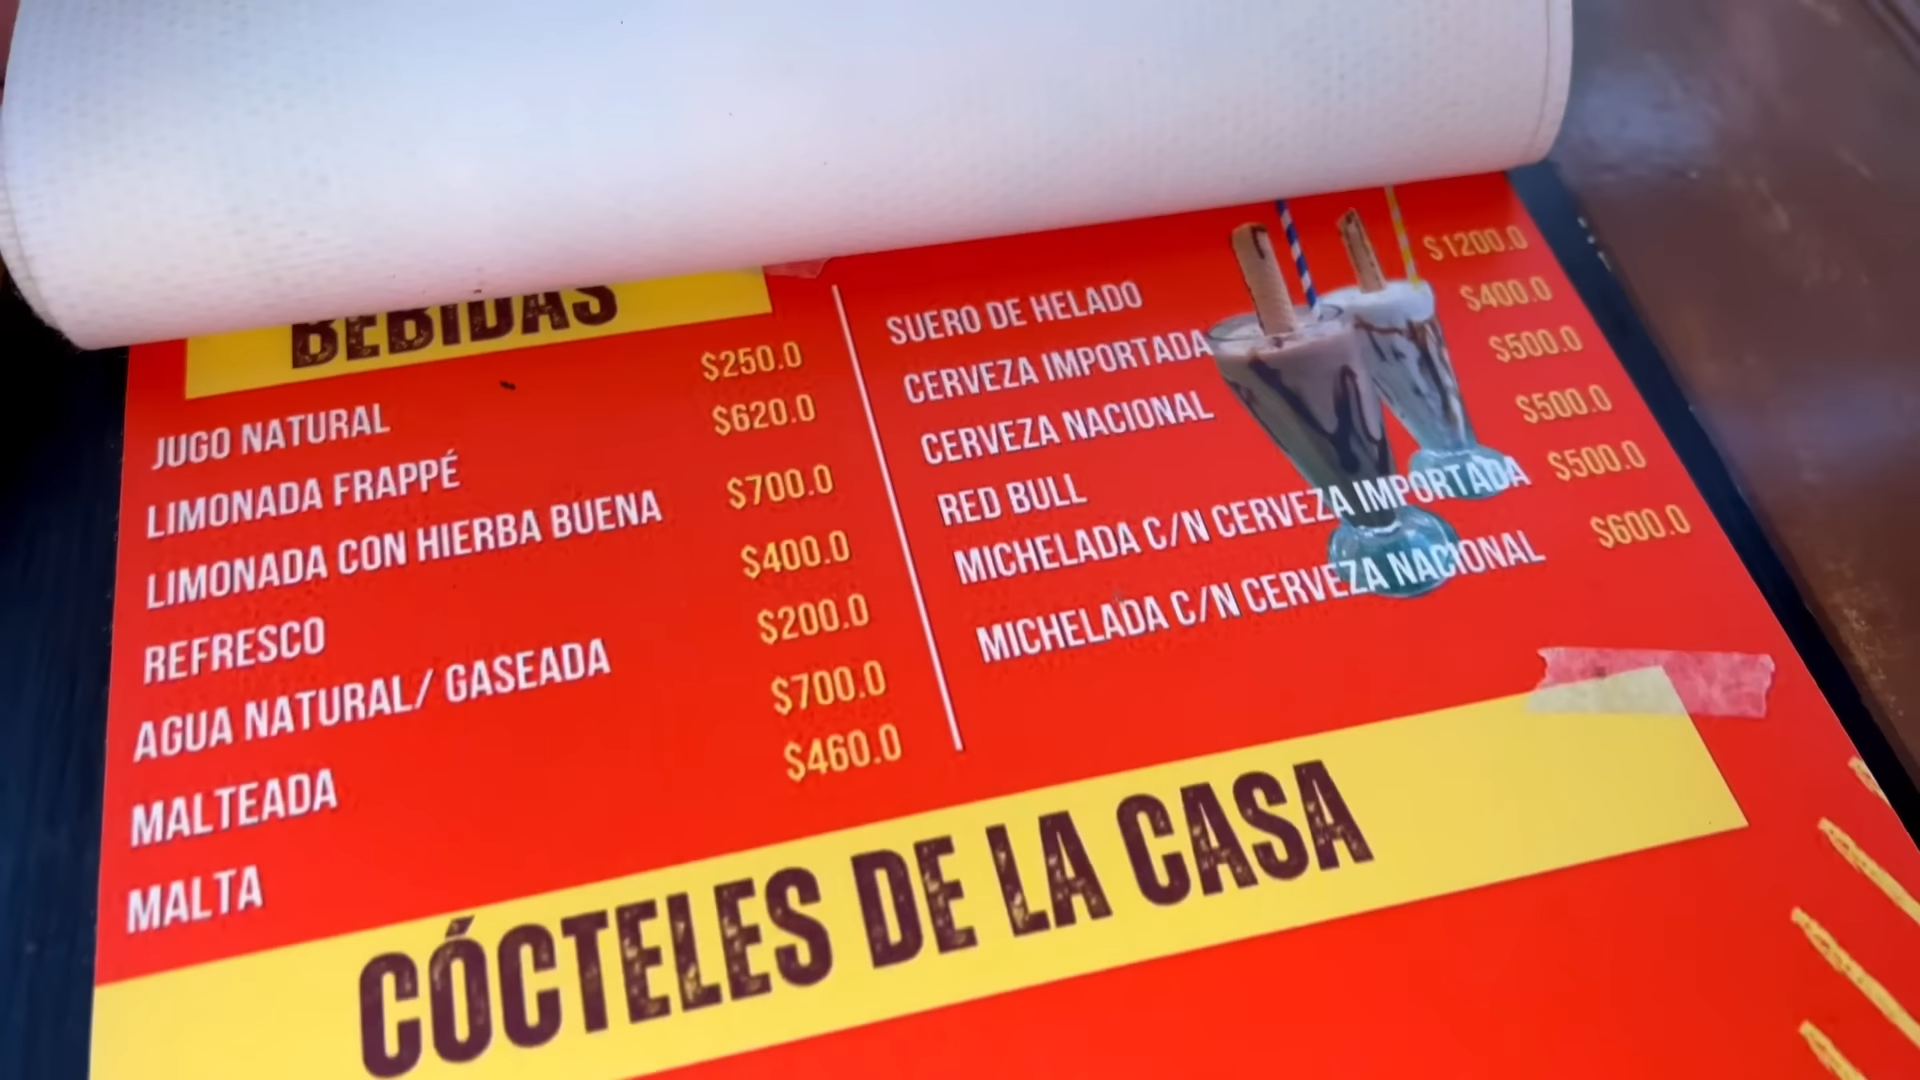 BEBIDAS
JUGO NATURAL $250.0
LIMONADA FRAPPÉ $620.0
LIMONADA CON HIERBA BUENA $700.0
REFRESCO $400.0
AGUA NATURAL/ GASEADA $200.0
MALTEADA $700.0
MALTA $460.0
SUERO DE HELADO $1200.0
CERVEZA IMPORTADA $400.0
CERVEZA NACIONAL $500.0
RED BULL $500.0
MICHELADA C/N CERVEZA IMPORTADA $500.0
MICHELADA C/N CERVEZA NACIONAL $600.0
CÓCTELES DE LA CASA